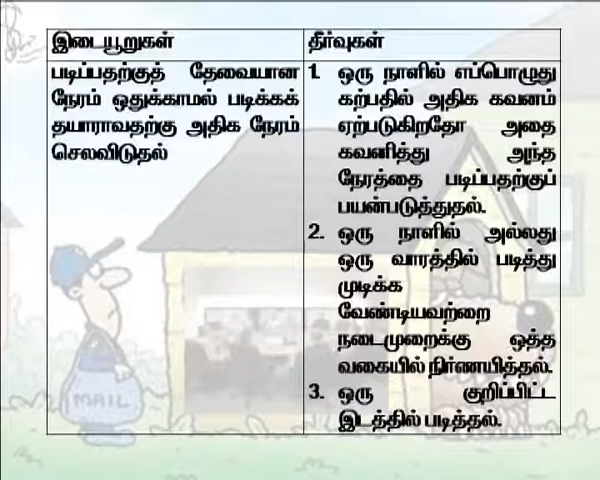 இடையூறுகள்
தீர்வுகள்
படிப்பதற்குத் தேவையான
நேரம் ஒதுக்காமல் படிக்கக்
தயாராவதற்கு அதிக நேரம்
செலவிடுதல்
1. ஒரு நாளில் எப்பொழுது
கற்பதில் அதிக கவனம்
ஏற்படுகிறதோ அதை
கவனித்து அந்த
நேரத்தை படிப்பதற்குப்
பயன்படுத்துதல்.
2. ஒரு நாளில் அல்லது
ஒரு வாரத்தில் படித்து
முடிக்க
வேண்டியவற்றை
நடைமுறைக்கு ஒத்த
வகையில் நிர்ணயித்தல்.
3. ஒரு குறிப்பிட்ட
இடத்தில் படித்தல்.
MAIL